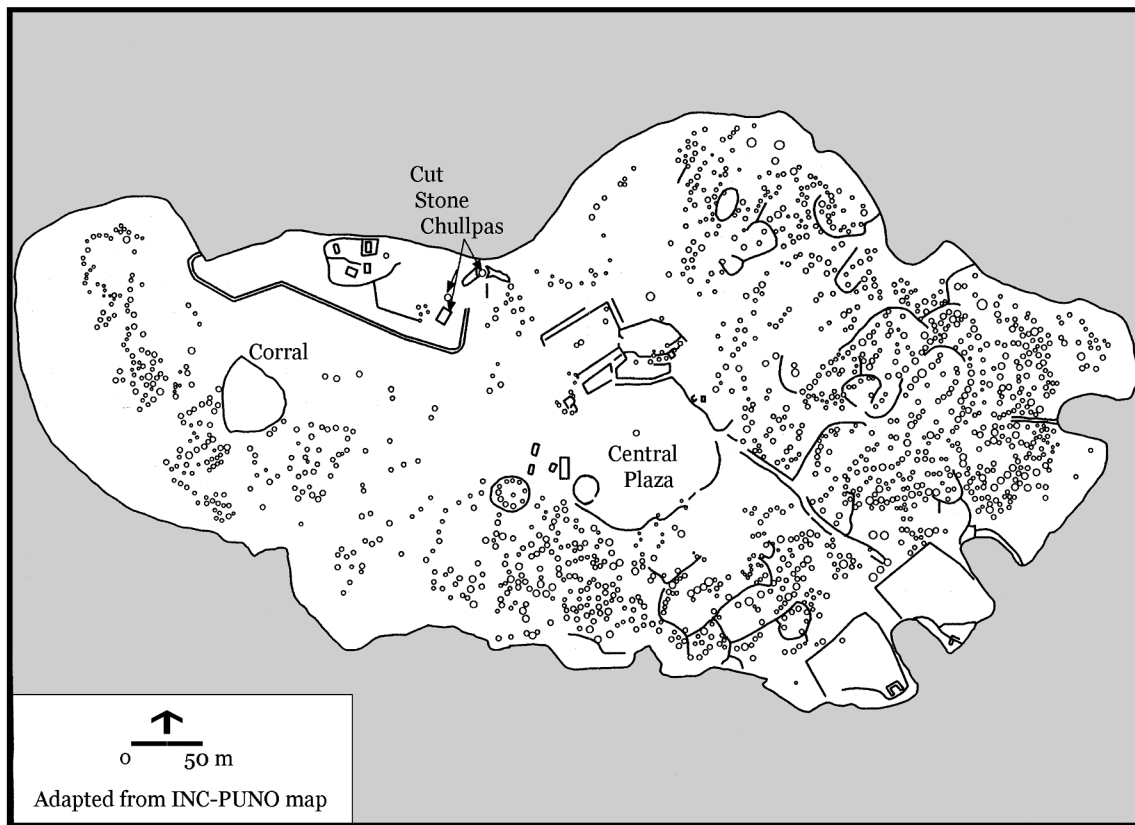 Cut
Stone
Chullpas
Corral
Central
Plaza
0 50 m
Adapted from INC-PUNO map